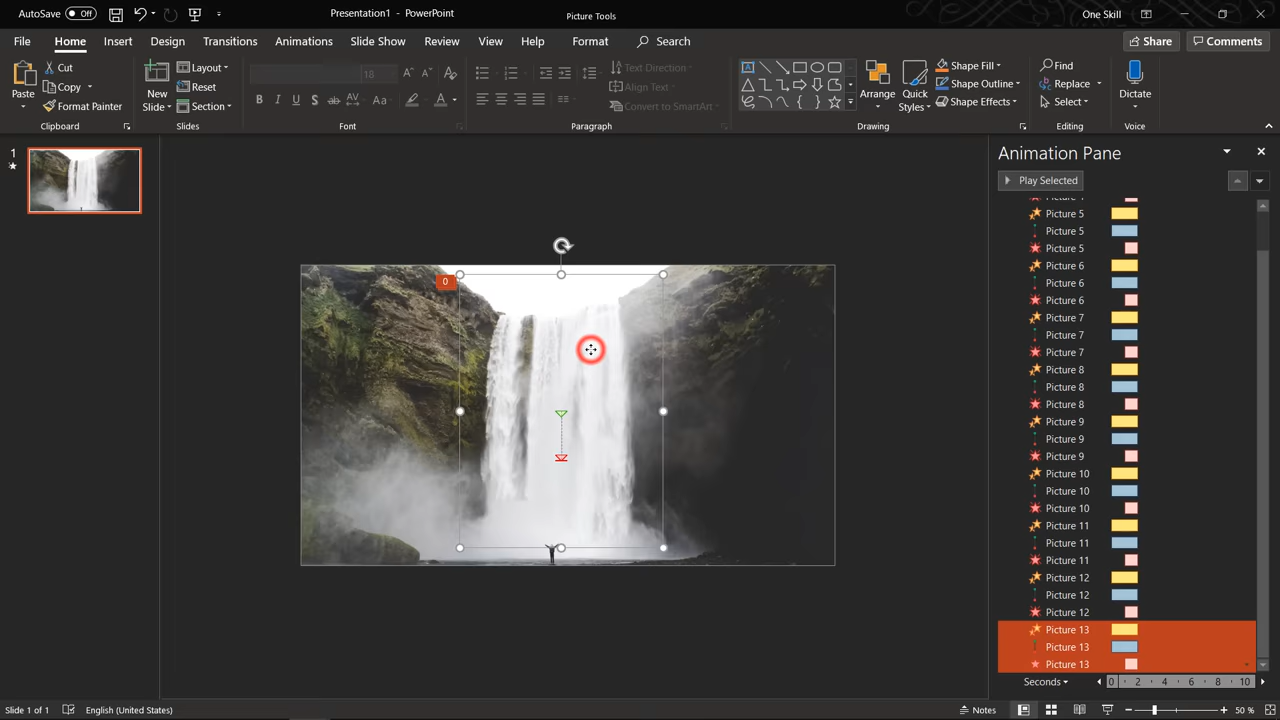 AutoSave Off
Presentation1 - PowerPoint
Picture Tools
One Skill
File Home Insert Design Transitions Animations Slide Show Review View Help Format Search
Share Comments
Paste
Cut
Copy
Format Painter
Clipboard
New Slide
Layout
Reset
Section
Slides
18
B I U S ab AV Aa A
Font
Text Direction
Align Text
Convert to SmartArt
Paragraph
Arrange
Quick Styles
Shape Fill
Shape Outline
Shape Effects
Drawing
Find
Replace
Select
Editing
Dictate
Voice
1
0
Animation Pane
Play Selected
Picture 5
Picture 5
Picture 5
Picture 6
Picture 6
Picture 6
Picture 7
Picture 7
Picture 7
Picture 8
Picture 8
Picture 8
Picture 9
Picture 9
Picture 9
Picture 10
Picture 10
Picture 10
Picture 11
Picture 11
Picture 11
Picture 12
Picture 12
Picture 12
Picture 13
Picture 13
Picture 13
Seconds 0 2 4 6 8 10
Slide 1 of 1 English (United States) Notes 50 %